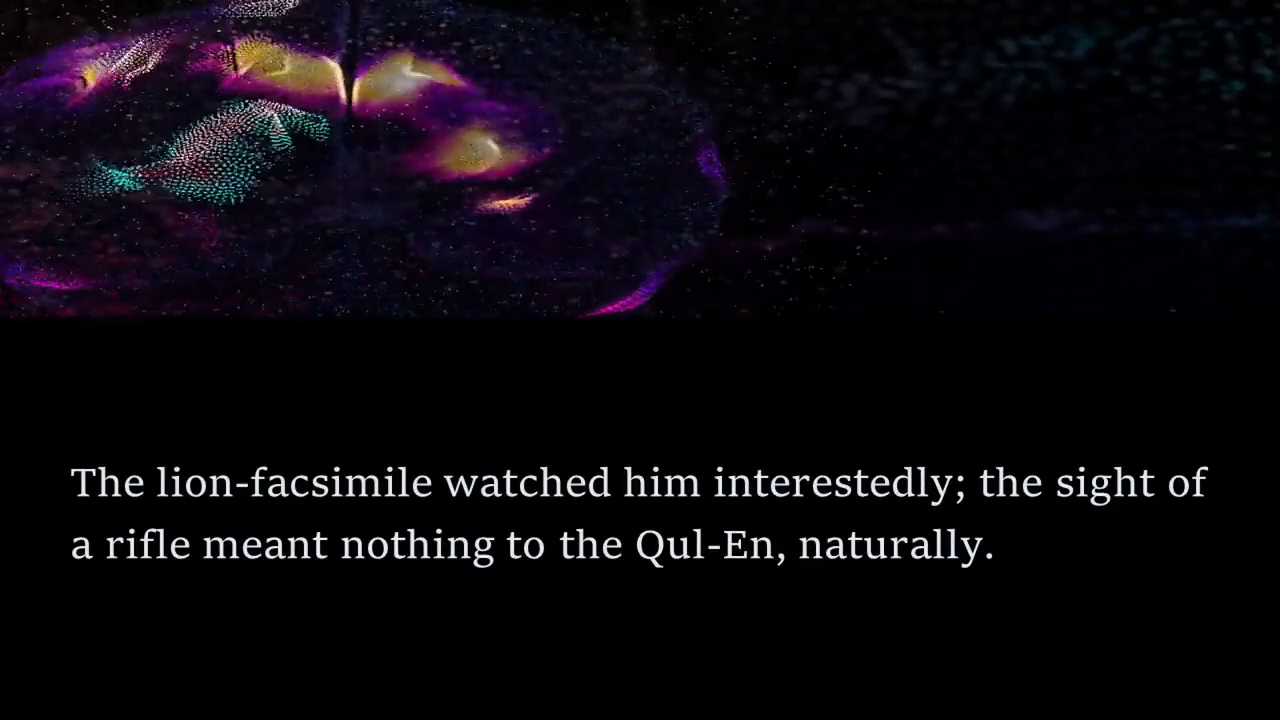 The lion-facsimile watched him interestedly; the sight of
a rifle meant nothing to the Qul-En, naturally.